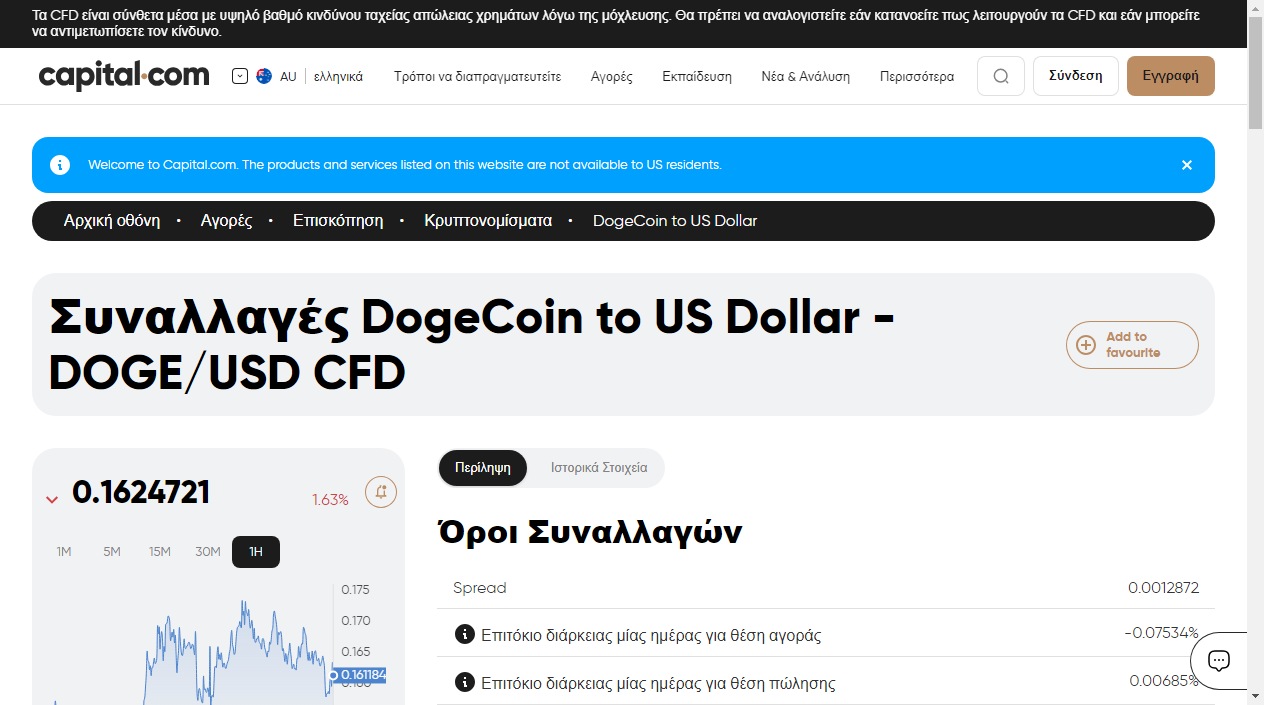 Τα CFD είναι σύνθετα μέσα με υψηλό βαθμό κινδύνου ταχείας απώλειας χρημάτων λόγω της μόχλευσης. Θα πρέπει να αναλογιστείτε εάν κατανοείτε πως λειτουργούν τα CFD και εάν μπορείτε
να αντιμετωπίσετε τον κίνδυνο.
capital.com AU ελληνικά Τρόποι να διαπραγματευτείτε Αγορές Εκπαίδευση Νέα & Ανάλυση Περισσότερα Σύνδεση Εγγραφή
Welcome to Capital.com. The products and services listed on this website are not available to US residents.
Αρχική οθόνη • Αγορές • Επισκόπηση • Κρυπτονομίσματα • DogeCoin to US Dollar
Συναλλαγές DogeCoin to US Dollar -
DOGE/USD CFD
Add to
favourite
0.1624721 1.63%
1M 5M 15M 30M 1H
0.175
0.170
0.165
0.161184
Περίληψη Ιστορικά Στοιχεία
Όροι Συναλλαγών
Spread 0.0012872
Επιτόκιο διάρκειας μίας ημέρας για θέση αγοράς -0.07534%
Επιτόκιο διάρκειας μίας ημέρας για θέση πώλησης 0.00685%